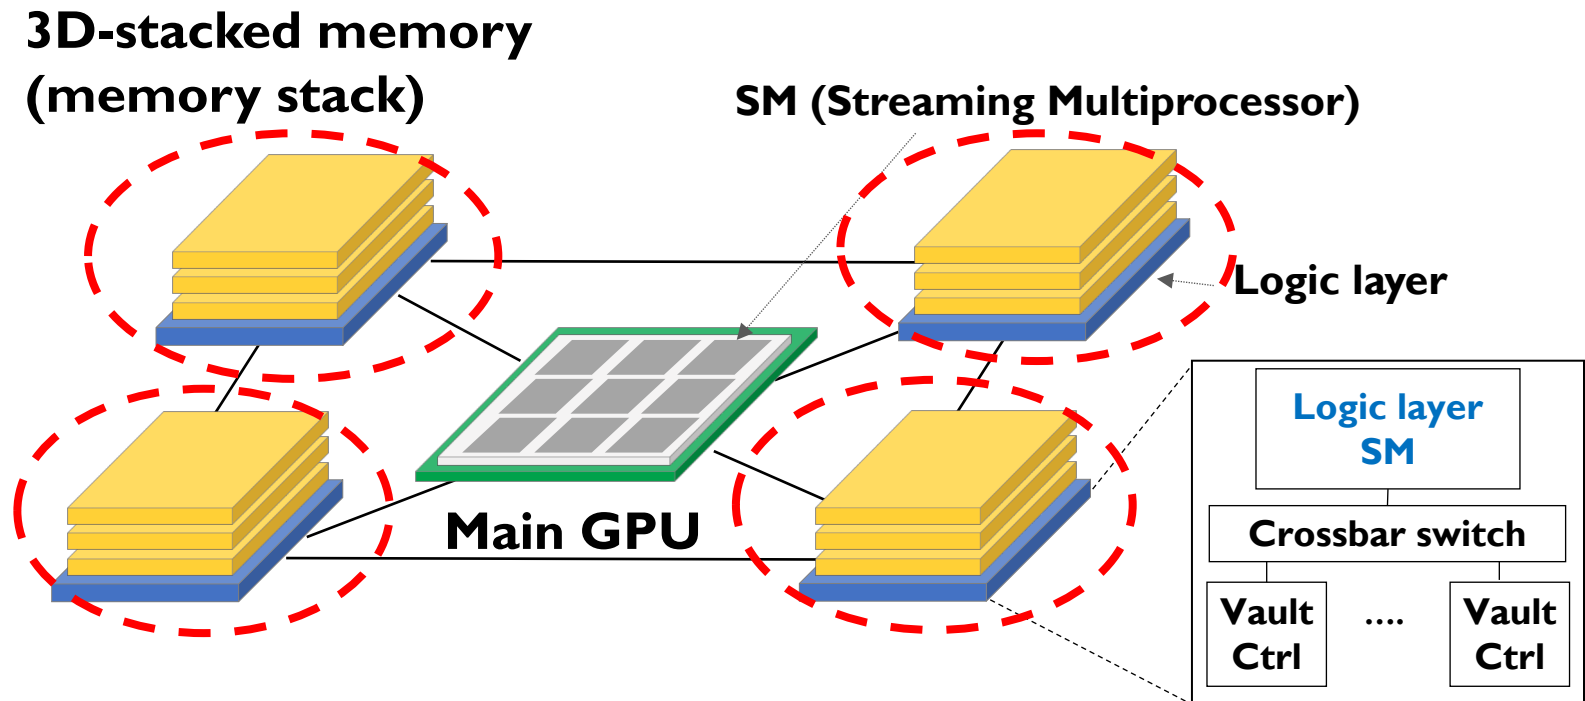 3D-stacked memory
(memory stack)
SM (Streaming Multiprocessor)
Logic layer
Main GPU
Logic layer
SM
Crossbar switch
Vault
Ctrl
....
Vault
Ctrl